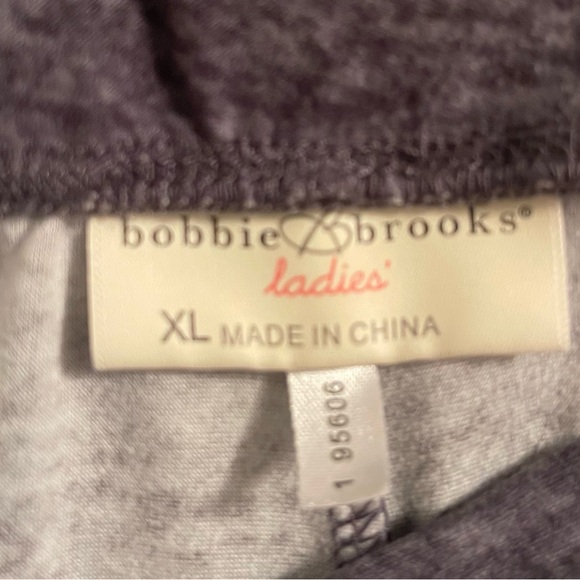 bobbie brooks®
ladies'
XL MADE IN CHINA
1 95606